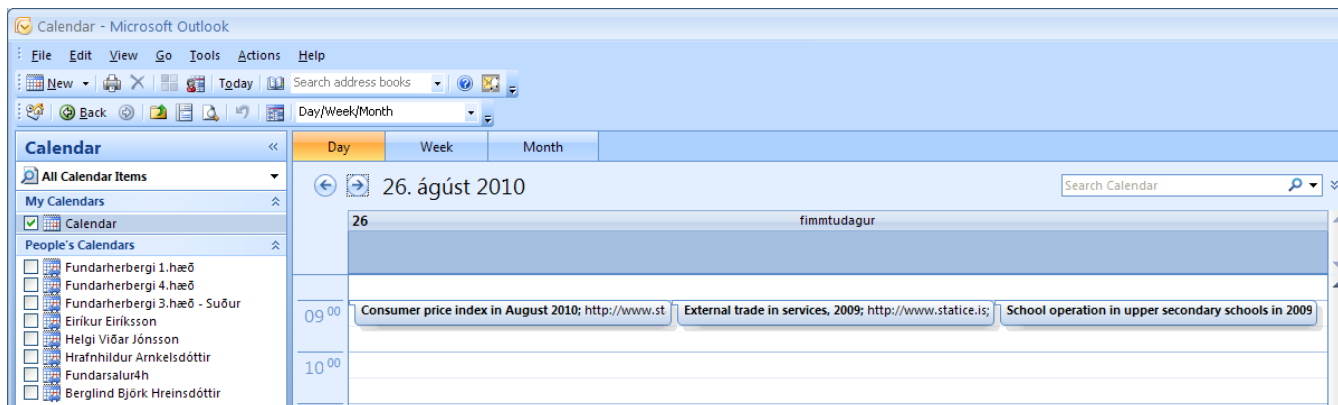 Calendar - Microsoft Outlook
File Edit View Go Tools Actions Help
New Today Search address books
Back Day/Week/Month
Calendar «
Day Week Month
All Calendar Items
26. ágúst 2010
Search Calendar
My Calendars
Calendar
26 fimmtudagur
People's Calendars
Fundarherbergi 1.hæð
Fundarherbergi 4.hæð
Fundarherbergi 3.hæð - Suður
Eiríkur Eiríksson
Helgi Viðar Jónsson
Hrafnhildur Arnkelsdóttir
Fundarsalur4h
Berglind Björk Hreinsdóttir
09 00
Consumer price index in August 2010; http://www.st
External trade in services, 2009; http://www.statice.is;
School operation in upper secondary schools in 2009
10 00